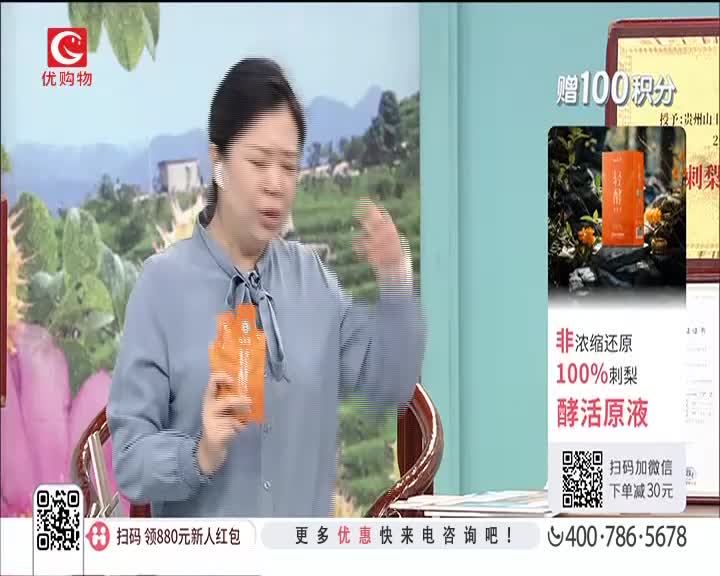 优购物
赠100积分
授予:贵州山
刺梨
轻
酵
非浓缩还原
100%刺梨
酵活原液
扫码加微信
下单减30元
扫码 领880元新人红包
更多优惠快来电咨询吧!
400-786-5678